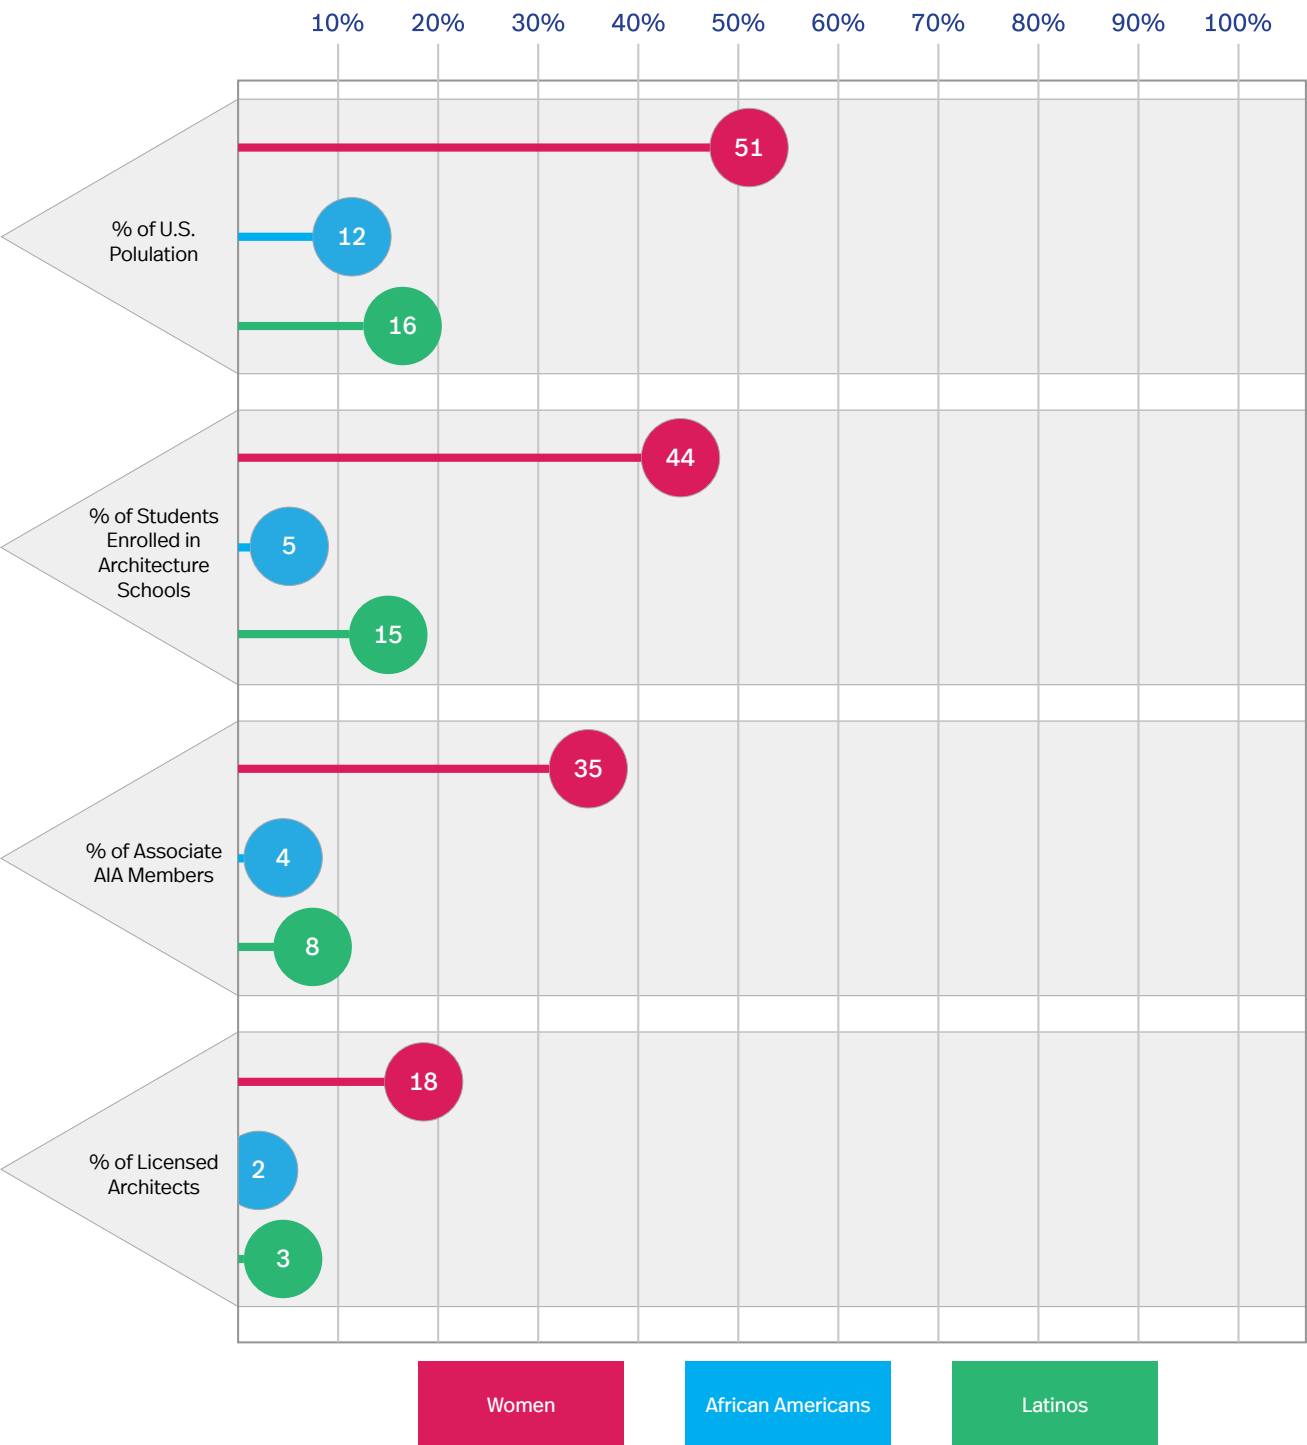 10% 20% 30% 40% 50% 60% 70% 80% 90% 100%
51
% of U.S.
Polulation
12
16
44
% of Students
Enrolled in
Architecture
Schools
5
15
35
% of Associate
AIA Members
4
8
18
% of Licensed
Architects
2
3
Women
African Americans
Latinos